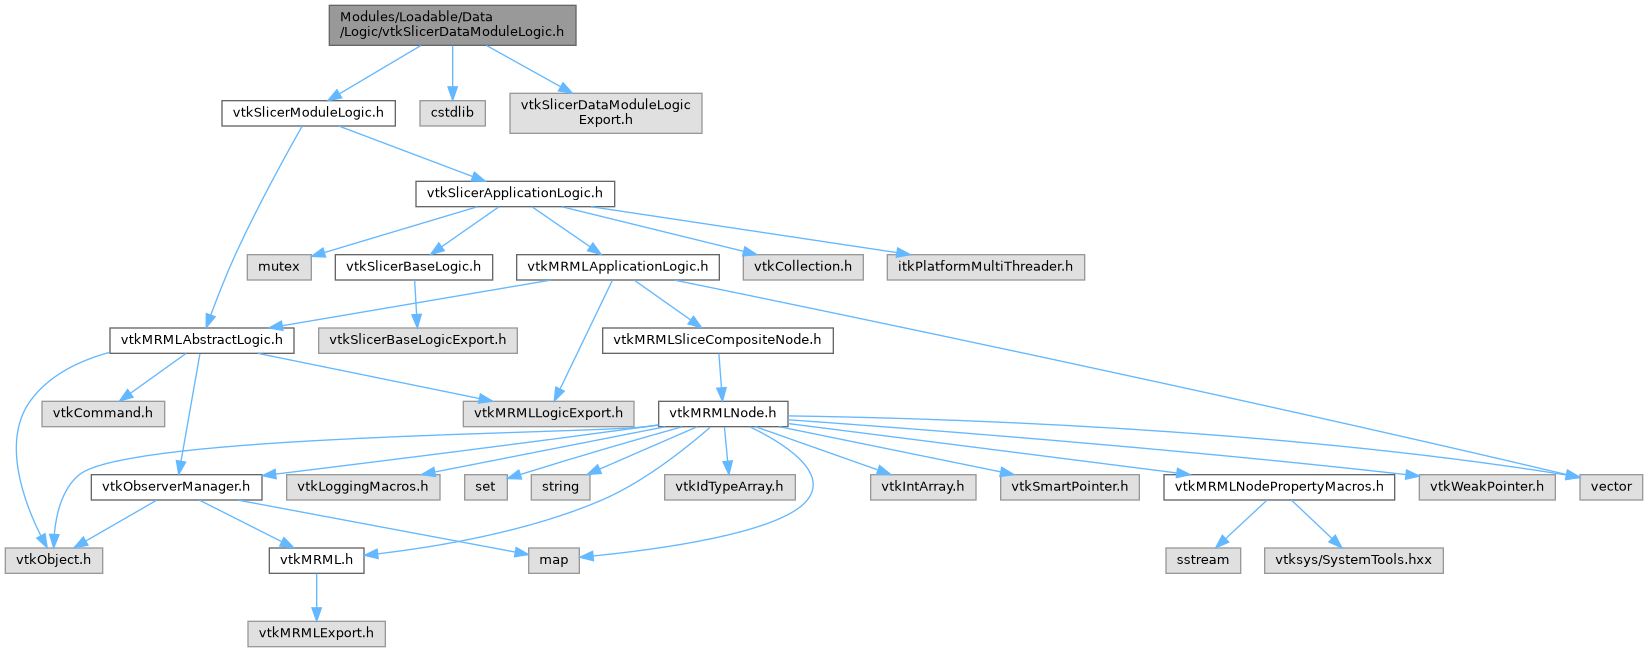 Modules/Loadable/Data
/Logic/vtkSlicerDataModuleLogic.h
vtkSlicerModuleLogic.h
cstdlib
vtkSlicerDataModuleLogic
Export.h
vtkSlicerApplicationLogic.h
mutex
vtkSlicerBaseLogic.h
vtkMRMLApplicationLogic.h
vtkCollection.h
itkPlatformMultiThreader.h
vtkMRMLAbstractLogic.h
vtkSlicerBaseLogicExport.h
vtkMRMLSliceCompositeNode.h
vtkCommand.h
vtkMRMLLogicExport.h
vtkMRMLNode.h
vtkObserverManager.h
vtkLoggingMacros.h
set
string
vtkIdTypeArray.h
vtkIntArray.h
vtkSmartPointer.h
vtkMRMLNodePropertyMacros.h
vtkWeakPointer.h
vector
vtkObject.h
vtkMRML.h
map
sstream
vtksys/SystemTools.hxx
vtkMRMLExport.h